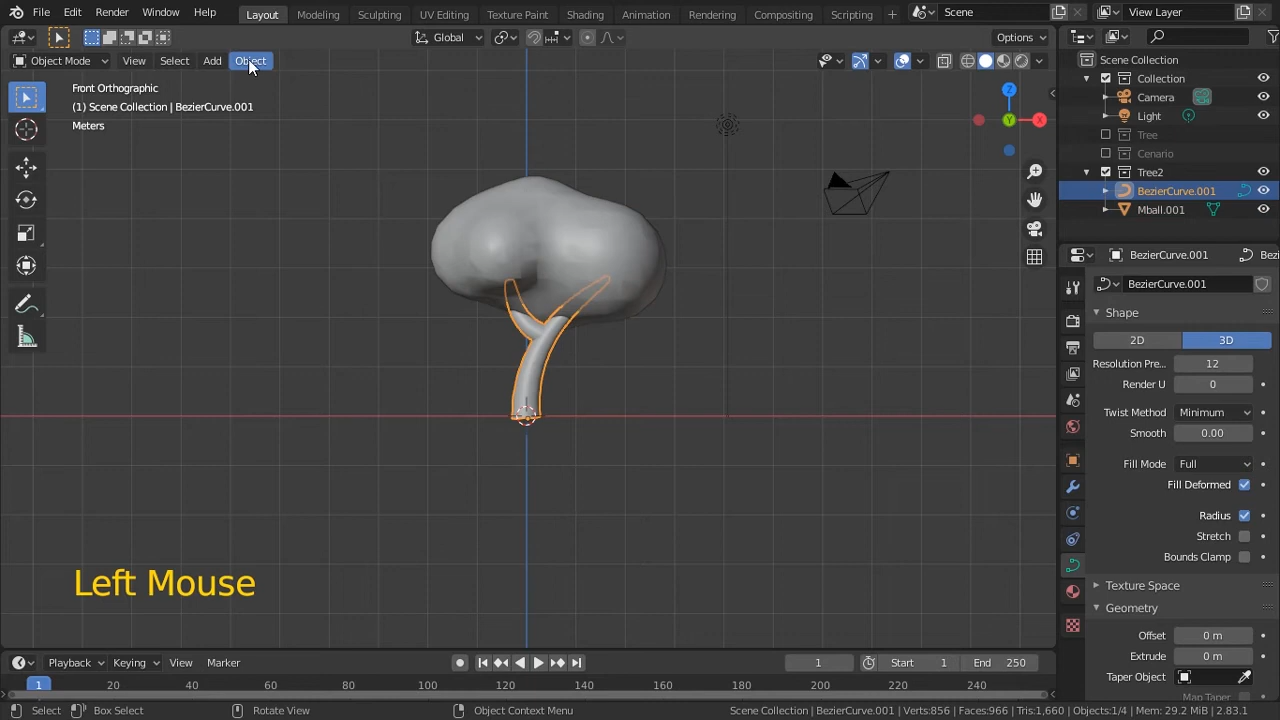 File Edit Render Window Help Layout Modeling Sculpting UV Editing Texture Paint Shading Animation Rendering Compositing Scripting Scene View Layer
Global Options
Object Mode View Select Add Object
Front Orthographic
(1) Scene Collection | BezierCurve.001
Meters
Z
Y
X
Left Mouse
Scene Collection
Collection
Camera
Light
Tree
Cenario
Tree2
BezierCurve.001
Mball.001
BezierCurve.001 Bezi
BezierCurve.001
Shape
2D 3D
Resolution Pre... 12
Render U 0
Twist Method Minimum
Smooth 0.00
Fill Mode Full
Fill Deformed
Radius
Stretch
Bounds Clamp
Texture Space
Geometry
Offset 0 m
Extrude 0 m
Taper Object
Map Taper
Playback Keying View Marker 1 Start 1 End 250
1 20 40 60 80 100 120 140 160 180 200 220 240
Select Box Select Rotate View Object Context Menu Scene Collection | BezierCurve.001 | Verts:856 | Faces:966 | Tris:1,660 | Objects:1/4 | Mem: 29.2 MiB | 2.83.1